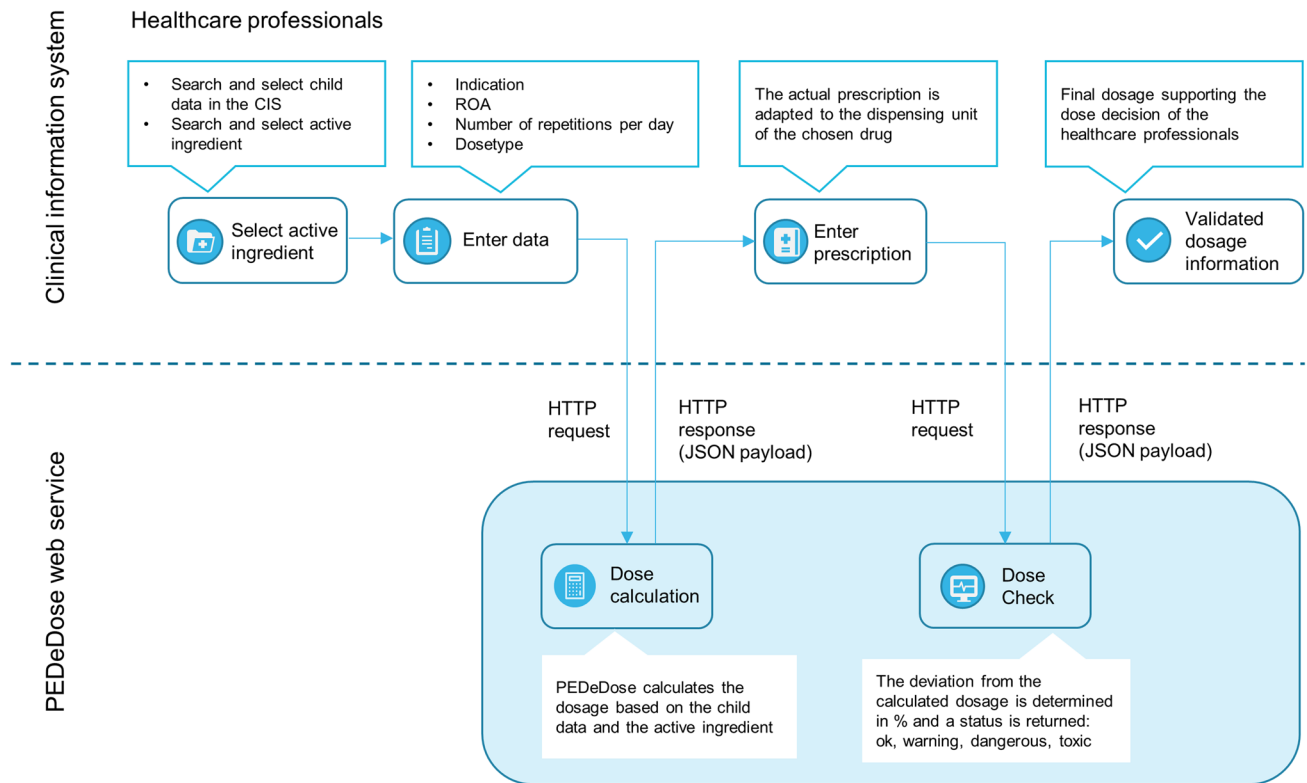 Healthcare professionals
Clinical information system
• Search and select child
data in the CIS
• Search and select active
ingredient
• Indication
• ROA
• Number of repetitions per day
• Dosetype
The actual prescription is
adapted to the dispensing unit
of the chosen drug
Final dosage supporting the
dose decision of the
healthcare professionals
Select active
ingredient
Enter data
Enter
prescription
Validated
dosage
information
PEDeDose web service
HTTP
request
HTTP
response
(JSON payload)
HTTP
request
HTTP
response
(JSON payload)
Dose
calculation
Dose
Check
PEDeDose calculates the
dosage based on the child
data and the active ingredient
The deviation from the
calculated dosage is determined
in % and a status is returned:
ok, warning, dangerous, toxic